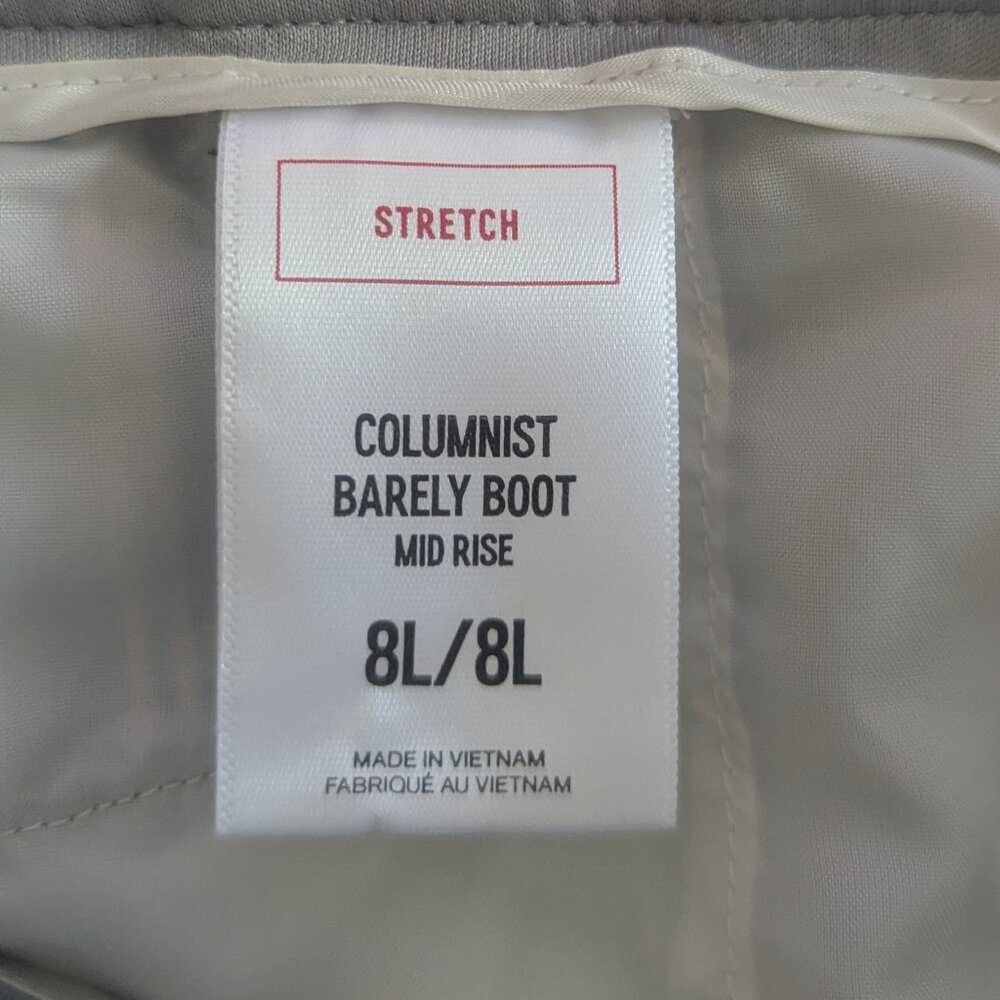 STRETCH
COLUMNIST
BARELY BOOT
MID RISE
8L/8L
MADE IN VIETNAM
FABRIQUÉ AU VIETNAM